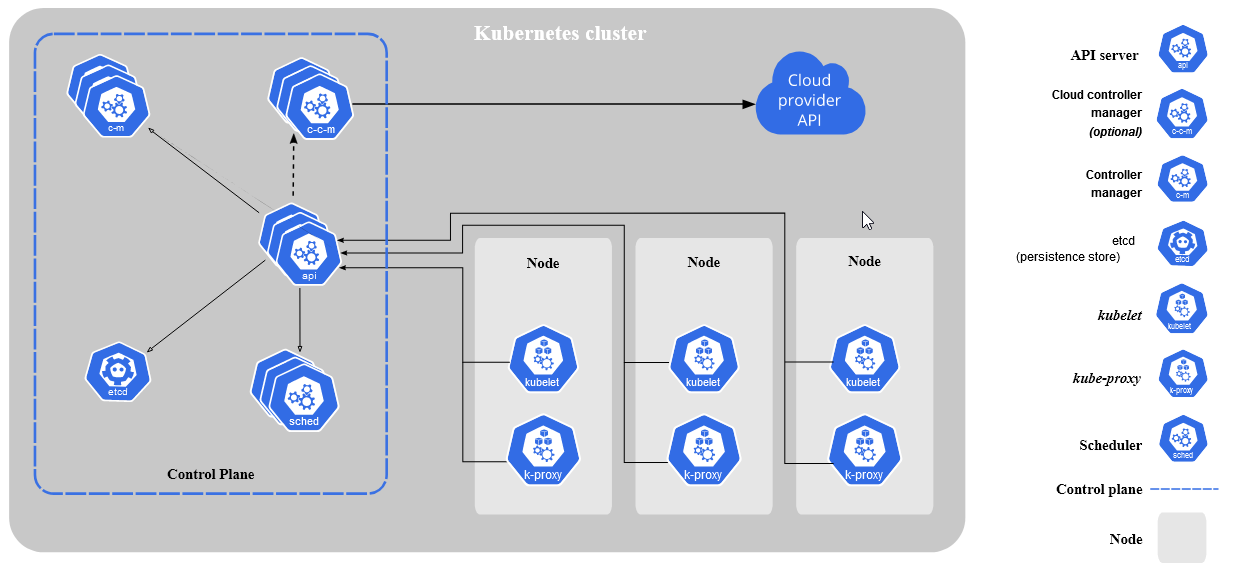 Kubernetes cluster
c-m
c-c-m
Cloud
provider
API
api
etcd
sched
Control Plane
Node
kubelet
k-proxy
Node
kubelet
k-proxy
Node
kubelet
k-proxy
API server
api
Cloud controller
manager
(optional)
c-c-m
Controller
manager
c-m
etcd
(persistence store)
etcd
kubelet
kubelet
kube-proxy
k-proxy
Scheduler
sched
Control plane
Node